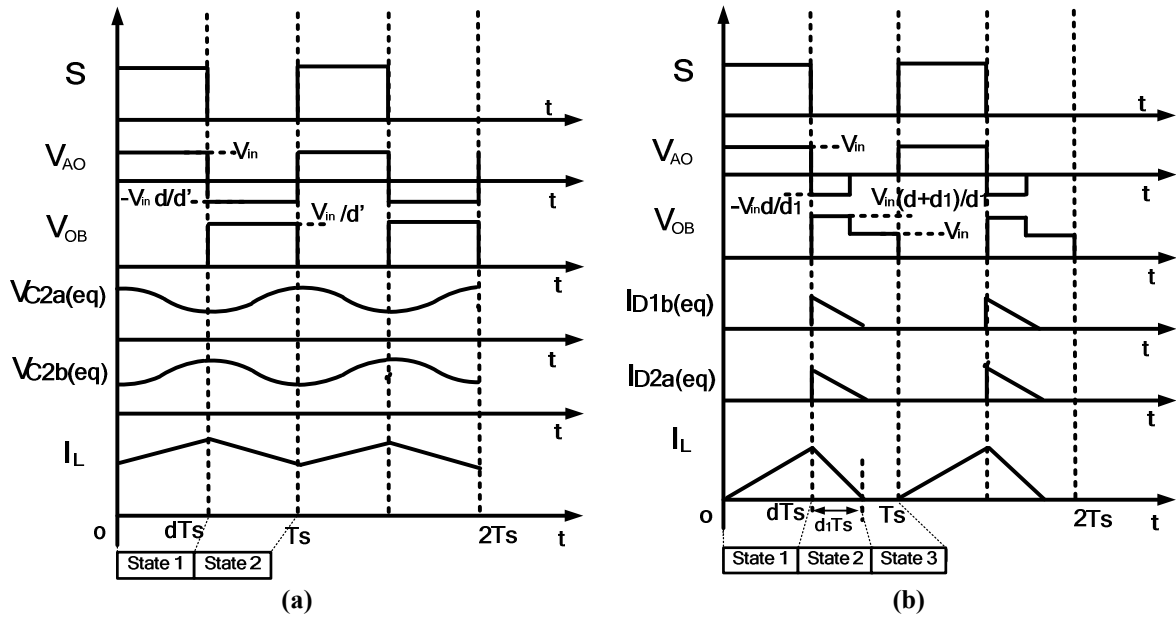 S
t
V_AO
V_in
t
-V_in d/d'
V_in/d'
V_OB
t
V_C2a(eq)
t
V_C2b(eq)
t
I_L
o
dTs
Ts
2Ts
t
State 1
State 2
(a)
S
t
V_AO
V_in
t
-V_in d/d1
V_in(d+d1)/d1
V_OB
V_in
t
I_D1b(eq)
t
I_D2a(eq)
t
I_L
o
dTs
d1Ts
Ts
2Ts
t
State 1
State 2
State 3
(b)